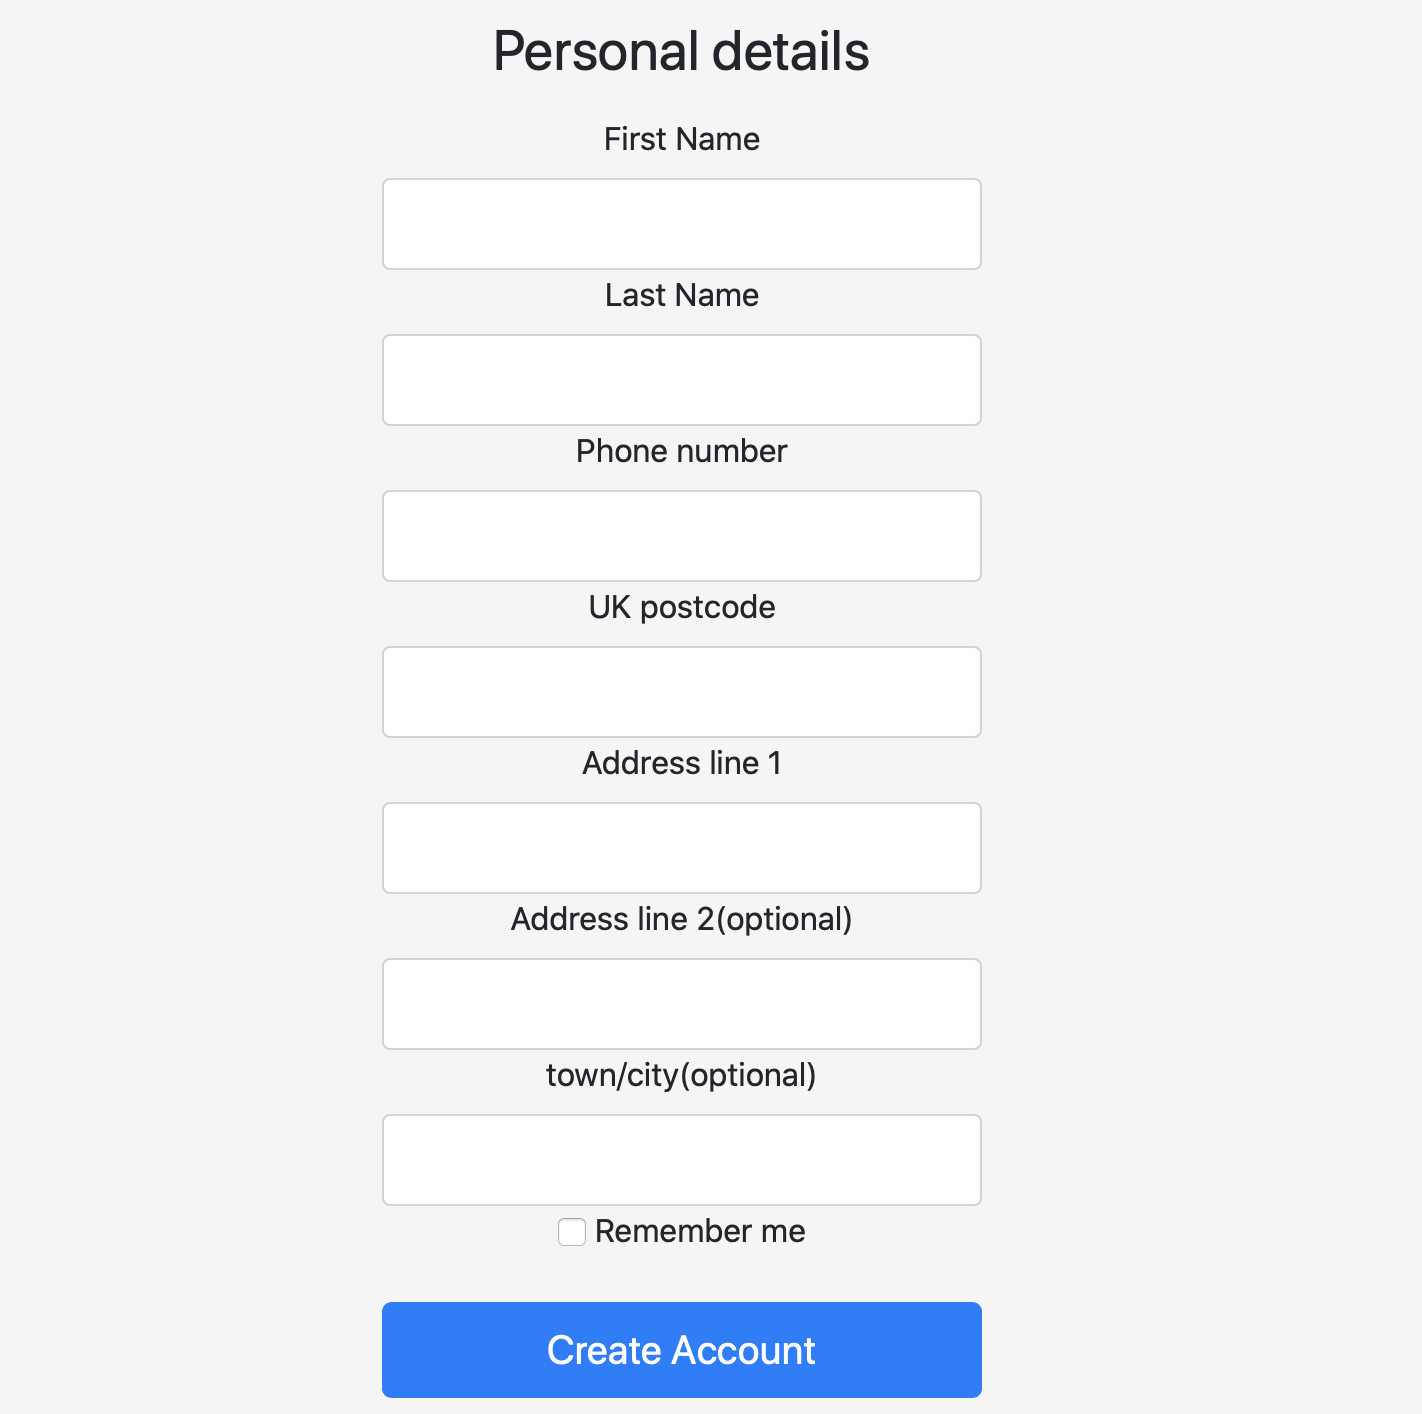 Personal details
First Name
Last Name
Phone number
UK postcode
Address line 1
Address line 2(optional)
town/city(optional)
Remember me
Create Account